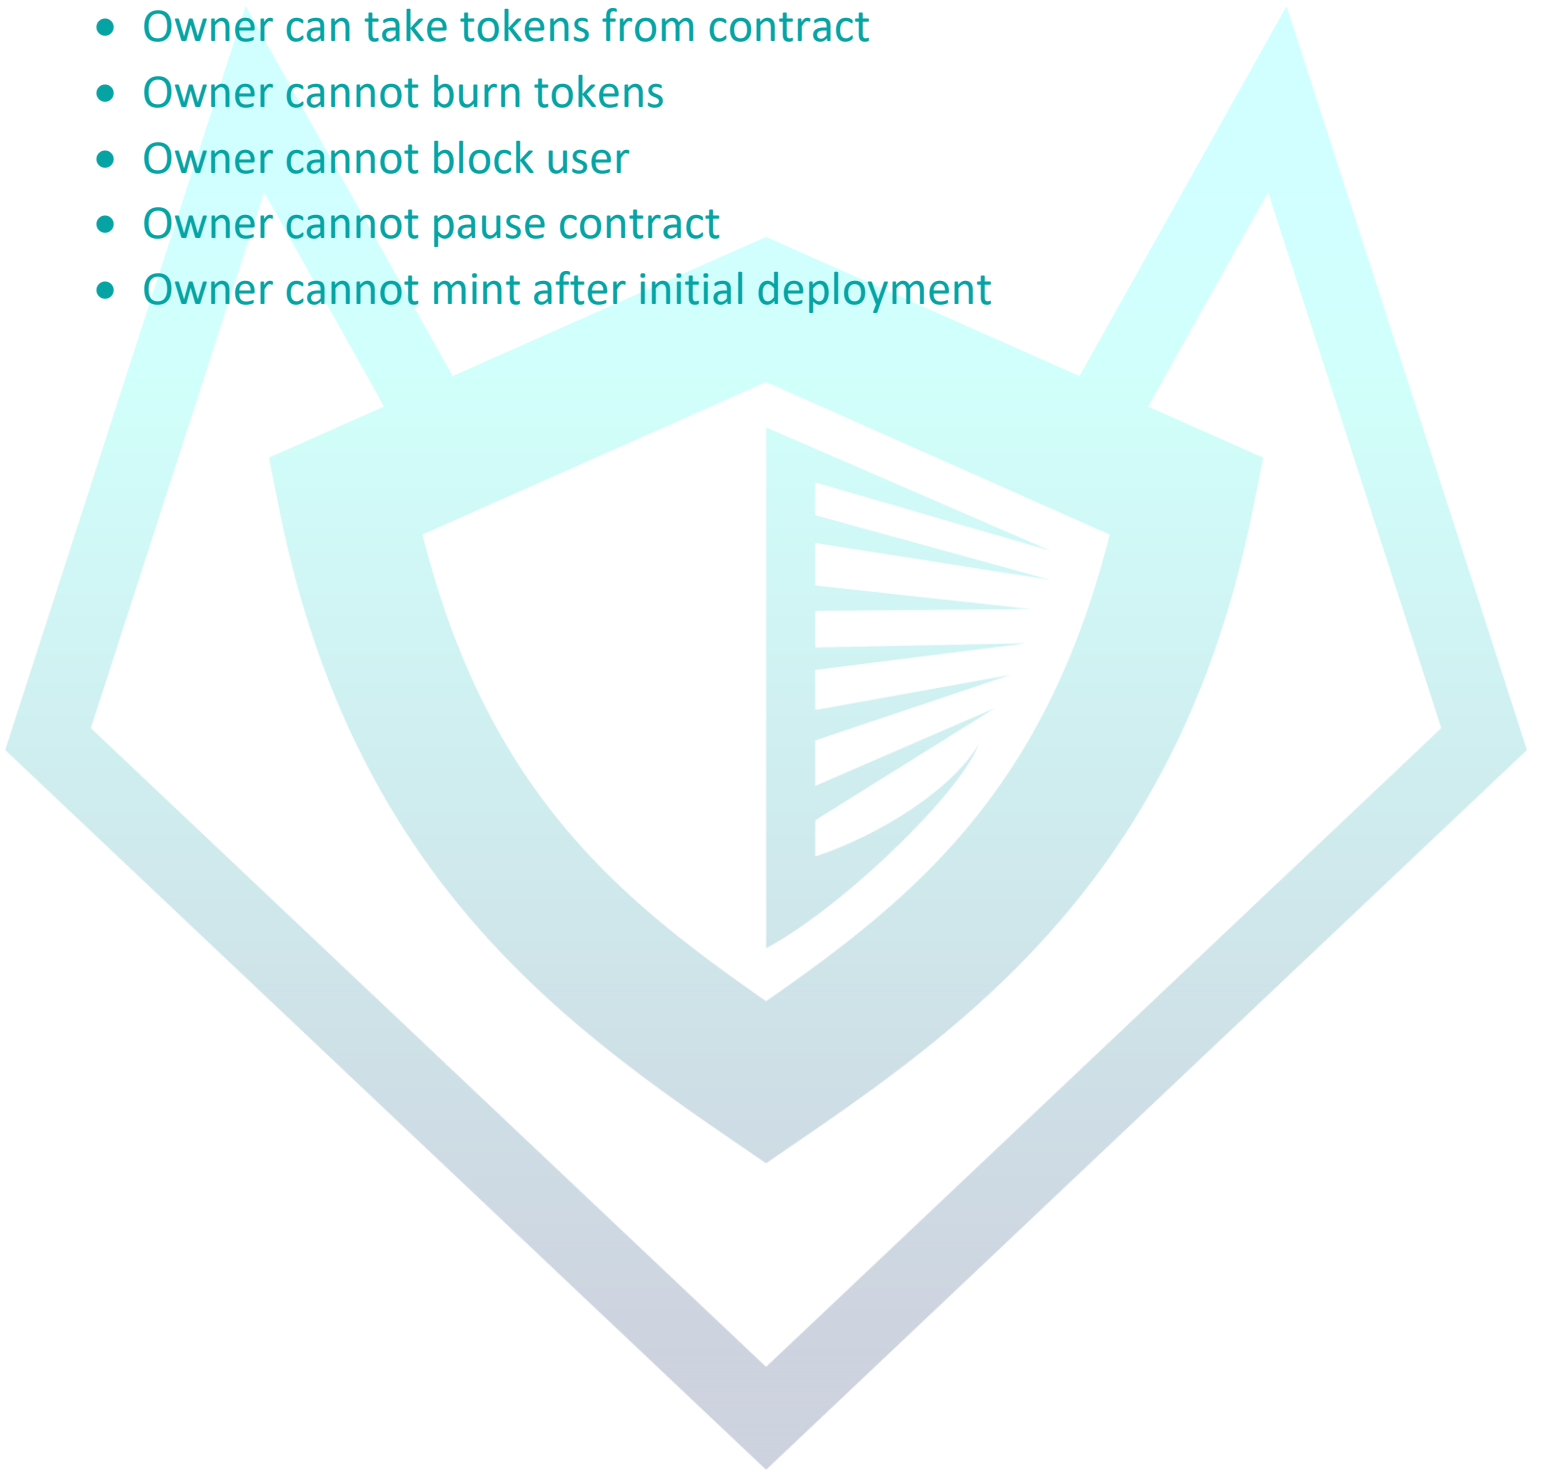 • Owner can take tokens from contract
• Owner cannot burn tokens
• Owner cannot block user
• Owner cannot pause contract
• Owner cannot mint after initial deployment